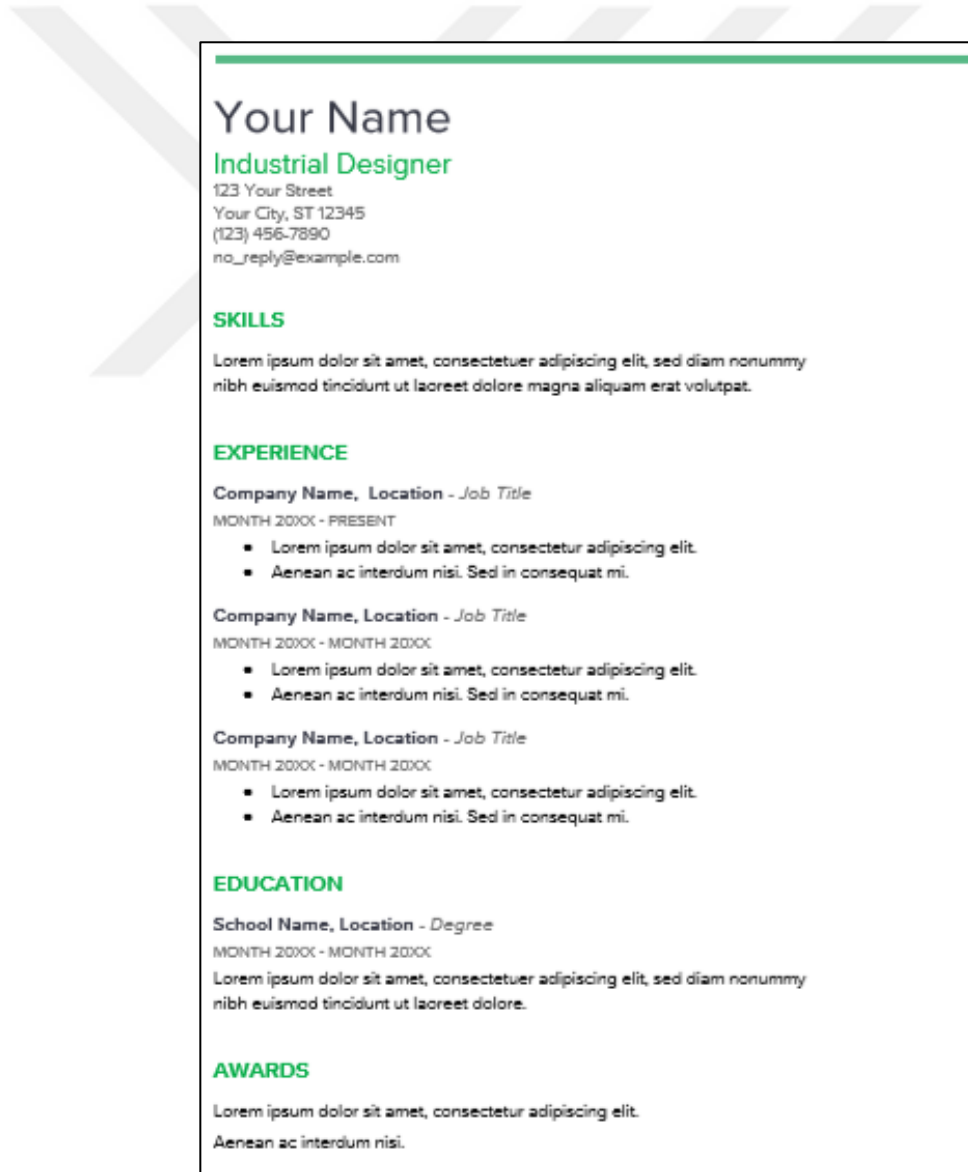 Your Name
Industrial Designer
123 Your Street
Your City, ST 12345
(123) 456-7890
no_reply@example.com
SKILLS
Lorem ipsum dolor sit amet, consectetuer adipiscing elit, sed diam nonummy
nibh euismod tincidunt ut laoreet dolore magna aliquam erat volutpat.
EXPERIENCE
Company Name, Location - Job Title
MONTH 20XX - PRESENT
• Lorem ipsum dolor sit amet, consectetur adipiscing elit.
• Aenean ac interdum nisi. Sed in consequat mi.
Company Name, Location - Job Title
MONTH 20XX - MONTH 20XX
• Lorem ipsum dolor sit amet, consectetur adipiscing elit.
• Aenean ac interdum nisi. Sed in consequat mi.
Company Name, Location - Job Title
MONTH 20XX - MONTH 20XX
• Lorem ipsum dolor sit amet, consectetur adipiscing elit.
• Aenean ac interdum nisi. Sed in consequat mi.
EDUCATION
School Name, Location - Degree
MONTH 20XX - MONTH 20XX
Lorem ipsum dolor sit amet, consectetuer adipiscing elit, sed diam nonummy
nibh euismod tincidunt ut laoreet dolore.
AWARDS
Lorem ipsum dolor sit amet, consectetur adipiscing elit.
Aenean ac interdum nisi.